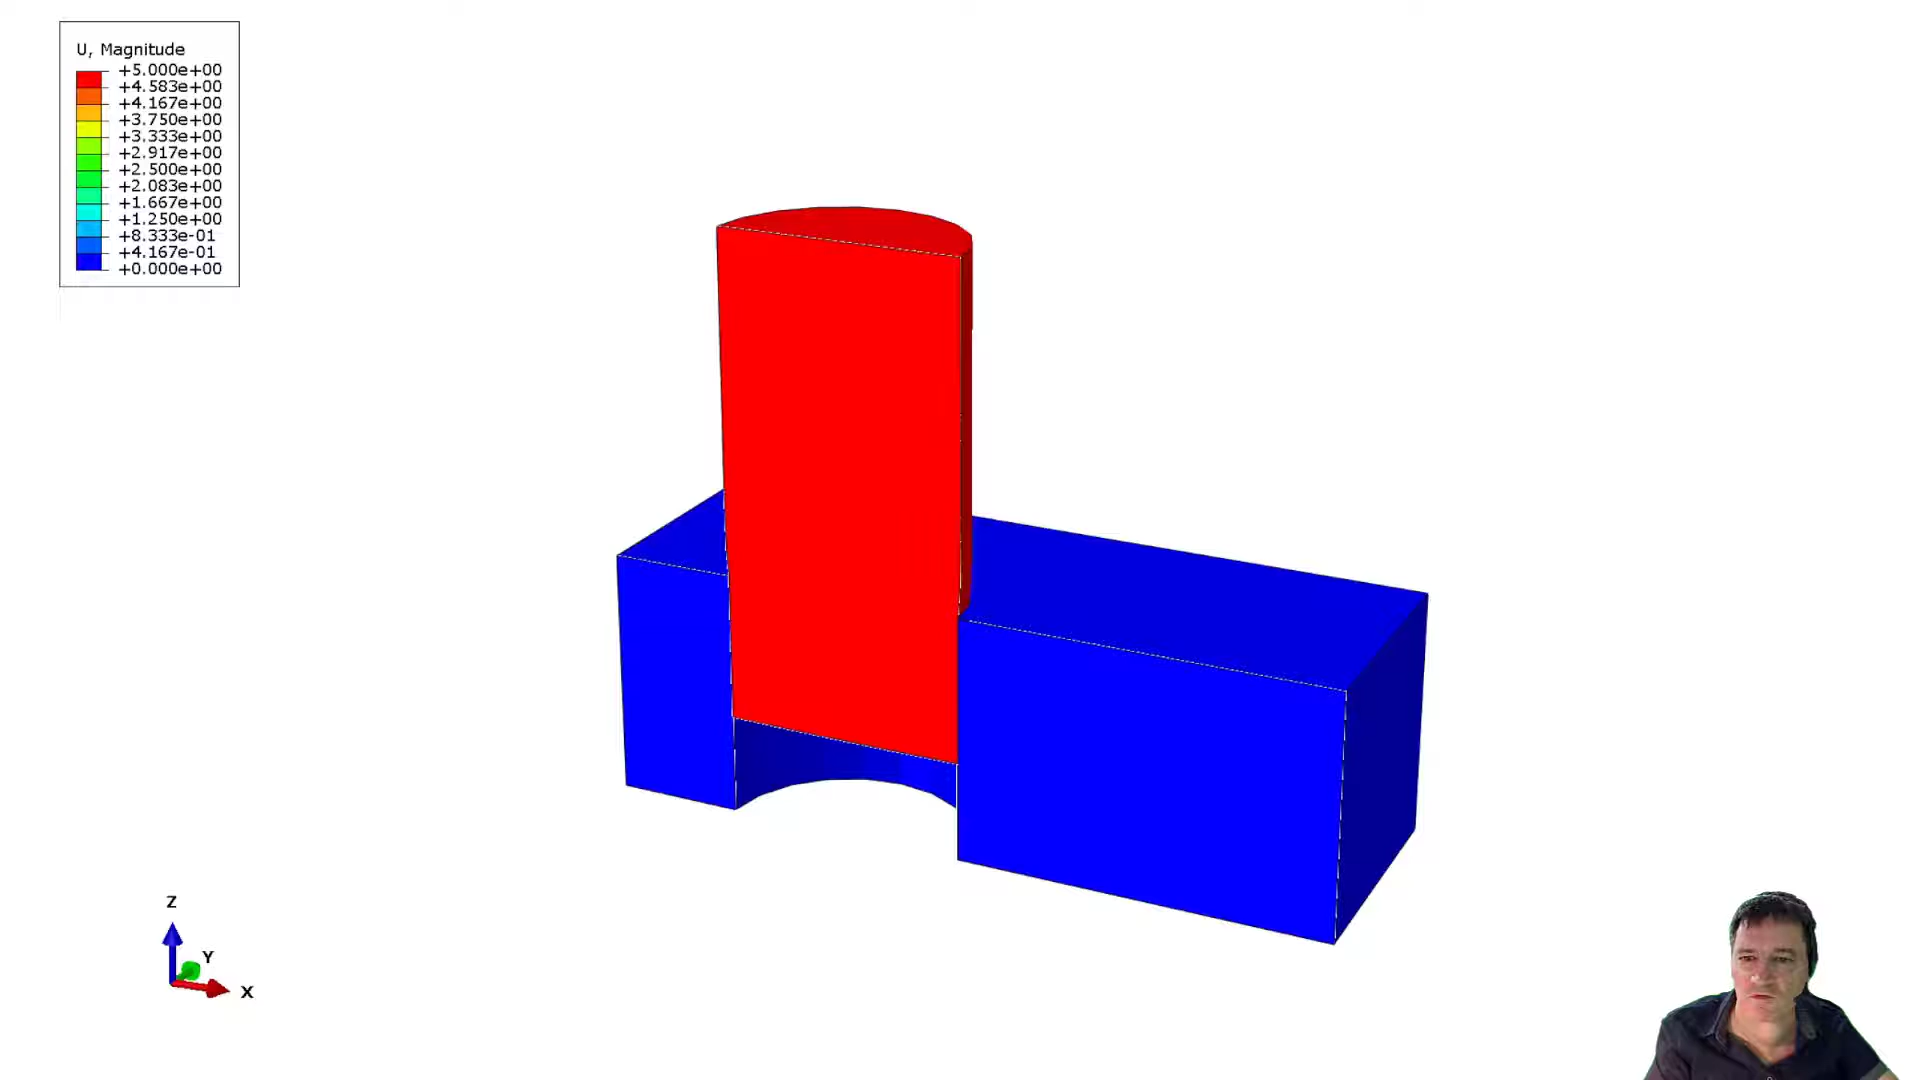 U, Magnitude
+5.000e+00
+4.583e+00
+4.167e+00
+3.750e+00
+3.333e+00
+2.917e+00
+2.500e+00
+2.083e+00
+1.667e+00
+1.250e+00
+8.333e-01
+4.167e-01
+0.000e+00
Z
Y
X